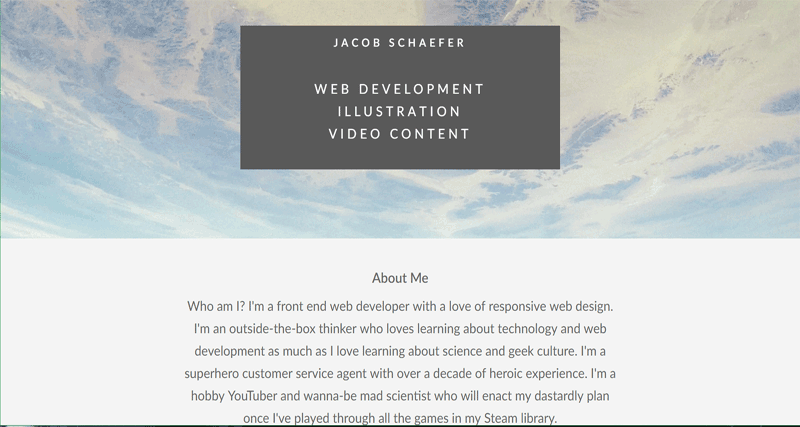 JACOB SCHAEFER
WEB DEVELOPMENT
ILLUSTRATION
VIDEO CONTENT
About Me
Who am I? I'm a front end web developer with a love of responsive web design.
I'm an outside-the-box thinker who loves learning about technology and web
development as much as I love learning about science and geek culture. I'm a
superhero customer service agent with over a decade of heroic experience. I'm a
hobby YouTuber and wanna-be mad scientist who will enact my dastardly plan
once I've played through all the games in my Steam library.